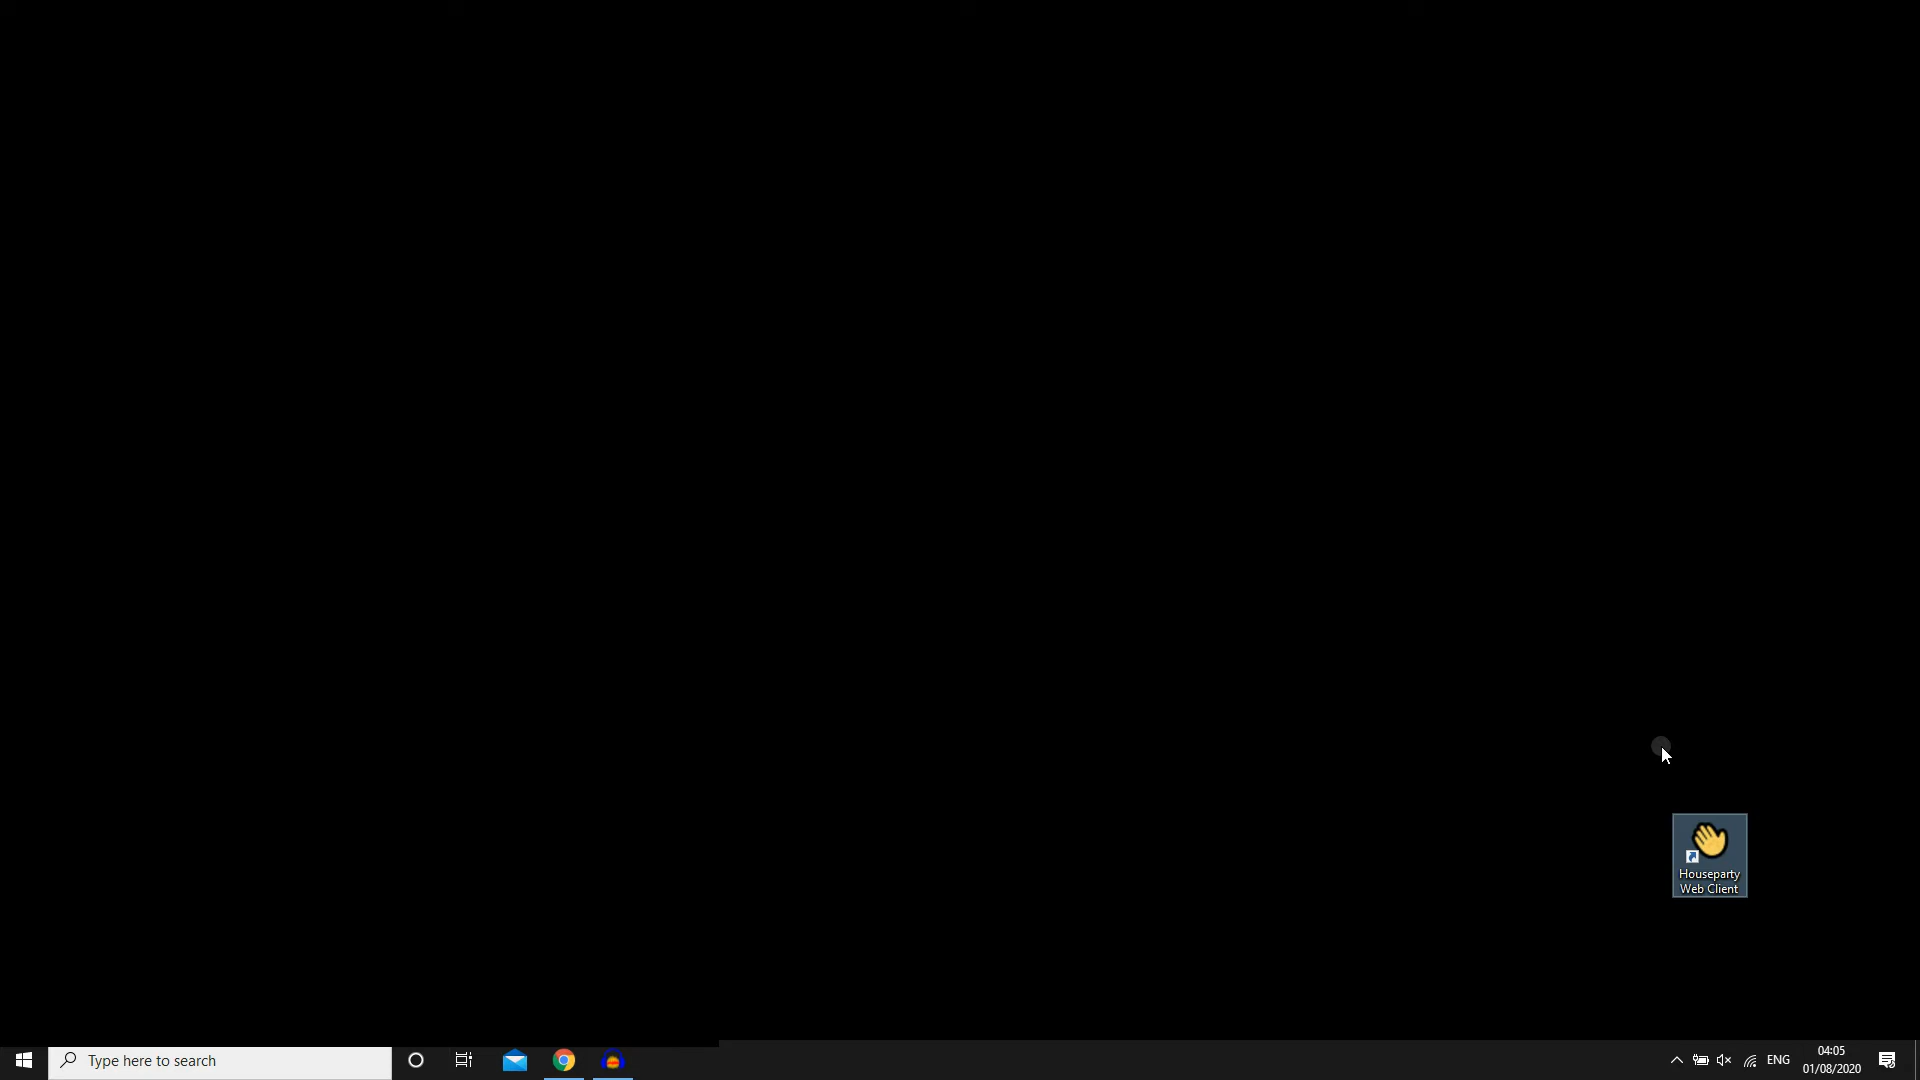 Houseparty
Web Client
Type here to search
ENG
04:05
01/08/2020